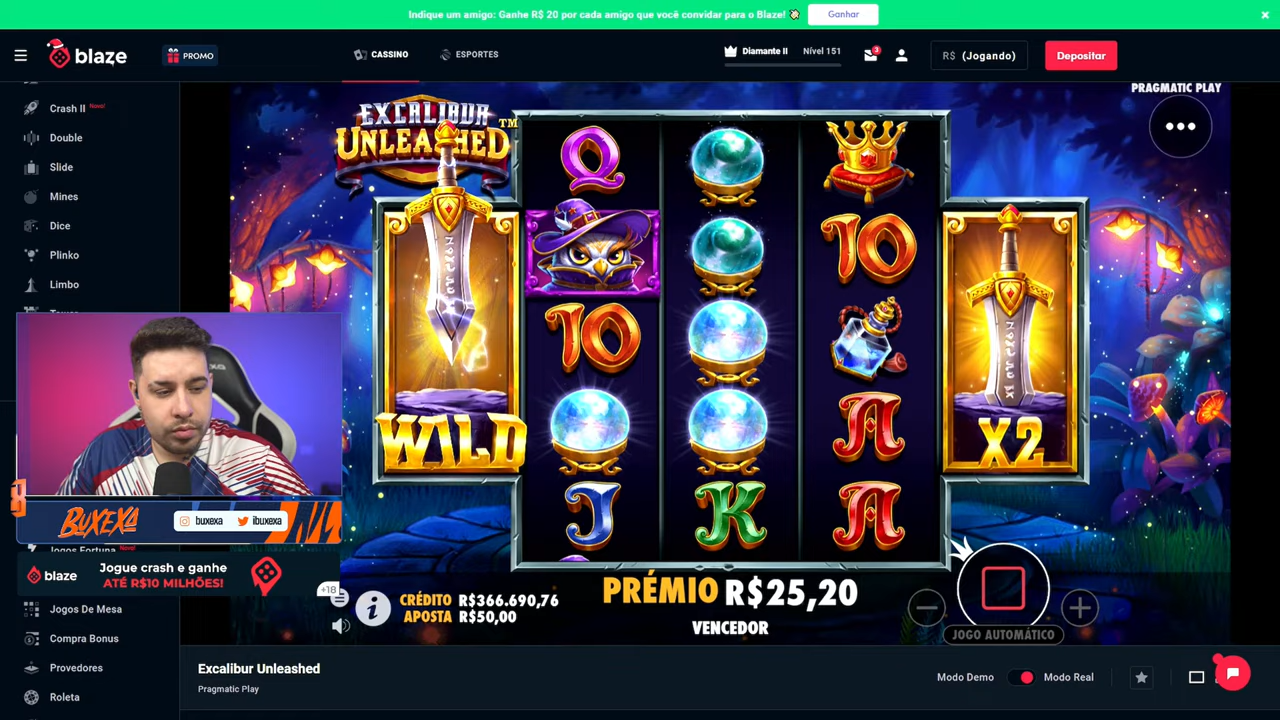 Indique um amigo: Ganhe R$ 20 por cada amigo que você convidar para o Blaze! 💸
Ganhar
blaze
PROMO
CASSINO
ESPORTES
Diamante II
Nível 151
3
R$ (Jogando)
Depositar
Crash II Novo!
Double
Slide
Mines
Dice
Plinko
Limbo
PRAGMATIC PLAY
EXCALIBUR
UNLEASHED™
Q
10
10
WILD
A
X2
J
K
A
BUXEXA
buxexa
ibuxexa
Jogos Fortuna Novo!
blaze
Jogue crash e ganhe
ATÉ R$10 MILHÕES!
+18
Jogos De Mesa
Compra Bonus
Provedores
Roleta
CRÉDITO R$366.690,76
APOSTA R$50,00
PRÉMIO R$25,20
VENCEDOR
JOGO AUTOMÁTICO
Excalibur Unleashed
Pragmatic Play
Modo Demo
Modo Real